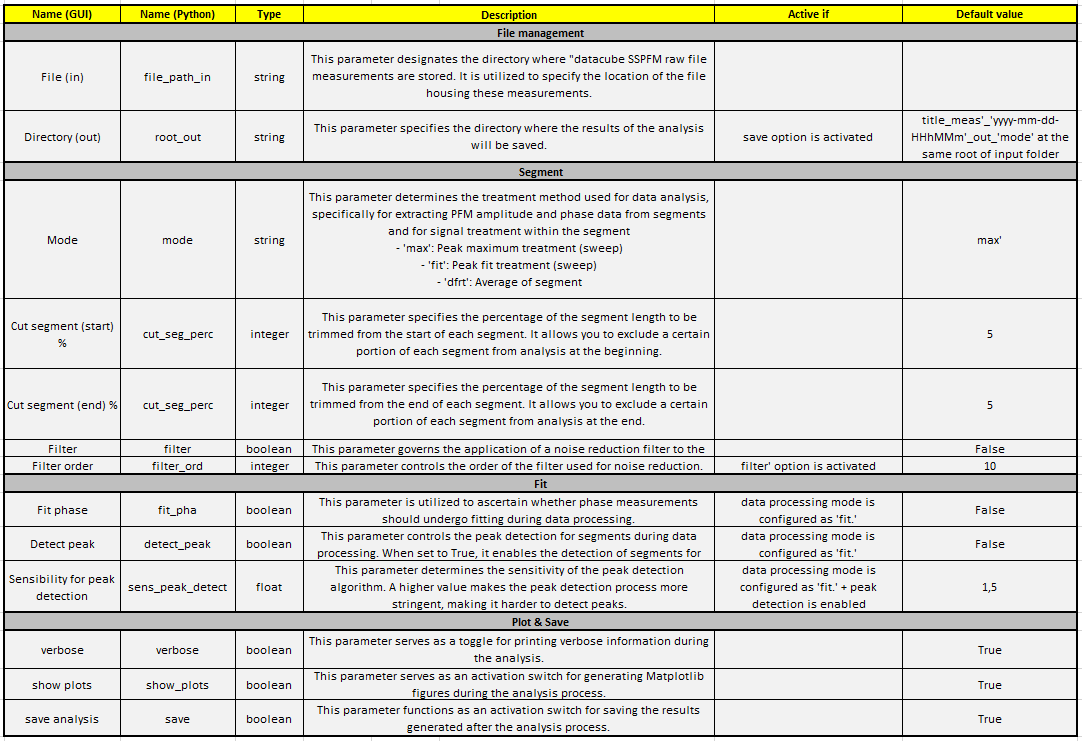 Name (GUI) Name (Python) Type Description Active if Default value
File management
File (in) file_path_in string This parameter designates the directory where "datacube SSPFM raw file
measurements are stored. It is utilized to specify the location of the file
housing these measurements.
Directory (out) root_out string This parameter specifies the directory where the results of the analysis
will be saved.
save option is activated
title_meas'_'yyyy-mm-dd-
HHhMMm'_out_'mode' at the
same root of input folder
Segment
Mode mode string This parameter determines the treatment method used for data analysis,
specifically for extracting PFM amplitude and phase data from segments
and for signal treatment within the segment
- 'max': Peak maximum treatment (sweep)
- 'fit': Peak fit treatment (sweep)
- 'dfrt': Average of segment
max'
Cut segment (start)
%
cut_seg_perc integer This parameter specifies the percentage of the segment length to be
trimmed from the start of each segment. It allows you to exclude a certain
portion of each segment from analysis at the beginning.
5
Cut segment (end) % cut_seg_perc integer This parameter specifies the percentage of the segment length to be
trimmed from the end of each segment. It allows you to exclude a certain
portion of each segment from analysis at the end.
5
Filter filter boolean This parameter governs the application of a noise reduction filter to the False
Filter order filter_ord integer This parameter controls the order of the filter used for noise reduction. filter' option is activated 10
Fit
Fit phase fit_pha boolean This parameter is utilized to ascertain whether phase measurements
should undergo fitting during data processing.
data processing mode is
configured as 'fit.'
False
Detect peak detect_peak boolean This parameter controls the peak detection for segments during data
processing. When set to True, it enables the detection of segments for
data processing mode is
configured as 'fit.'
False
Sensibility for peak
detection
sens_peak_detect float This parameter determines the sensitivity of the peak detection
algorithm. A higher value makes the peak detection process more
stringent, making it harder to detect peaks.
data processing mode is
configured as 'fit.' + peak
detection is enabled
1,5
Plot & Save
verbose verbose boolean This parameter serves as a toggle for printing verbose information during
the analysis.
True
show plots show_plots boolean This parameter serves as an activation switch for generating Matplotlib
figures during the analysis process.
True
save analysis save boolean This parameter functions as an activation switch for saving the results
generated after the analysis process.
True